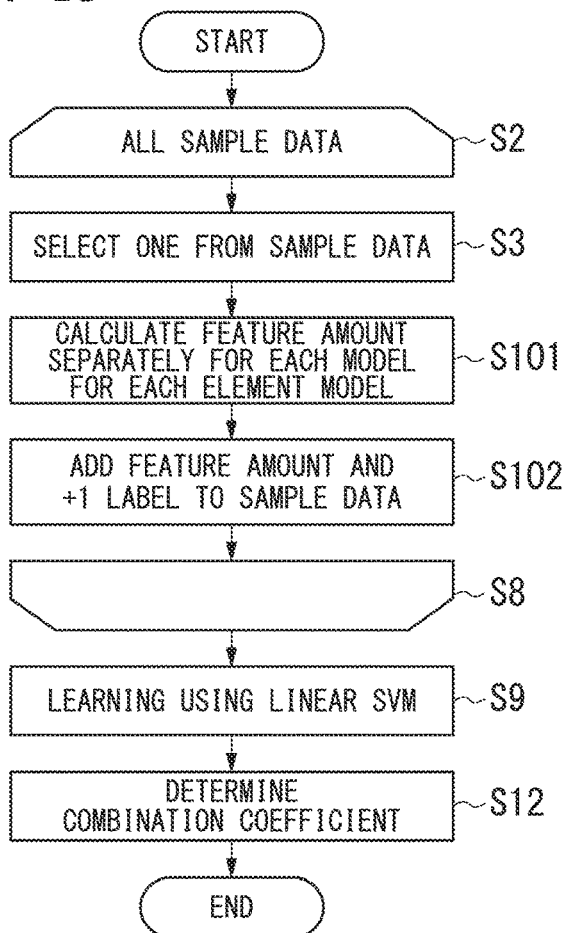 START
ALL SAMPLE DATA
S2
SELECT ONE FROM SAMPLE DATA
S3
CALCULATE FEATURE AMOUNT
SEPARATELY FOR EACH MODEL
FOR EACH ELEMENT MODEL
S101
ADD FEATURE AMOUNT AND
+1 LABEL TO SAMPLE DATA
S102
S8
LEARNING USING LINEAR SVM
S9
DETERMINE
COMBINATION COEFFICIENT
S12
END